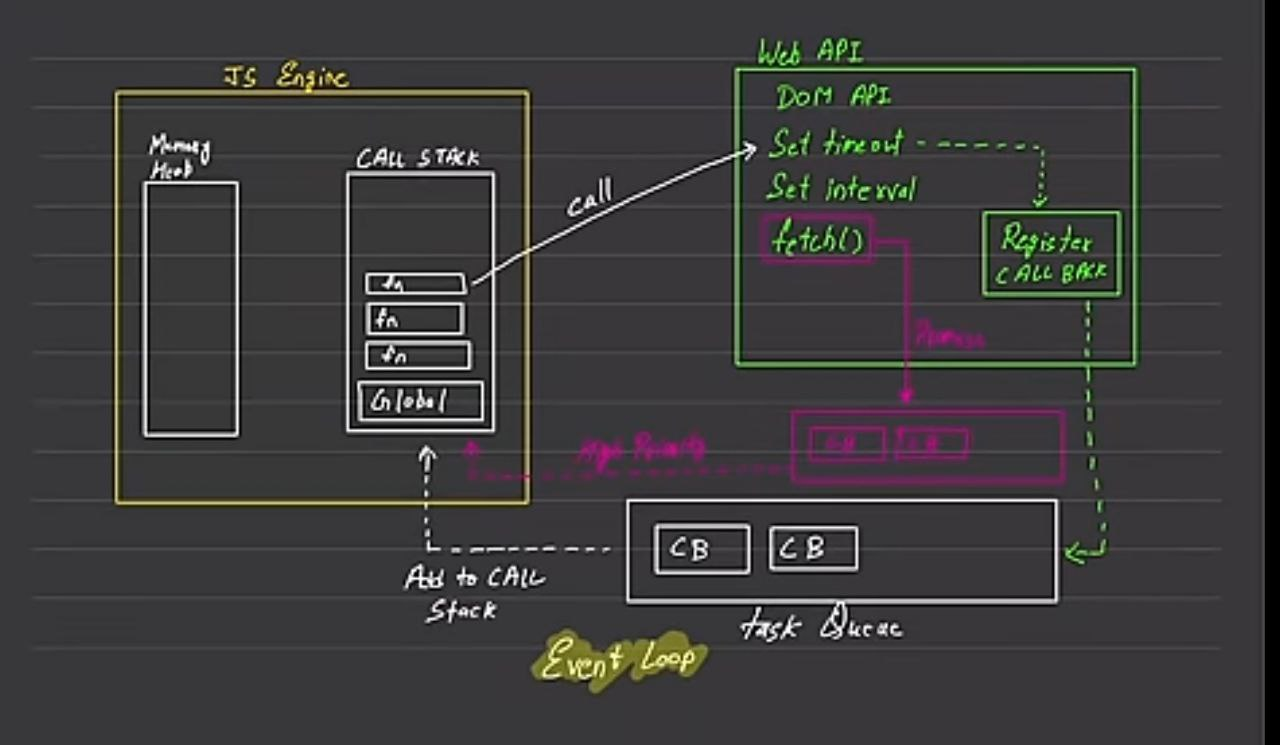 Web API
JS Engine
DOM API
Memory
Heap
CALL STACK
Set timeout
call
Set interval
fetch()
Register
CALL BACK
fn
fn
fn
Promise
Global
High Priority
CB
CB
CB
CB
Add to CALL
Stack
task Queue
Event Loop